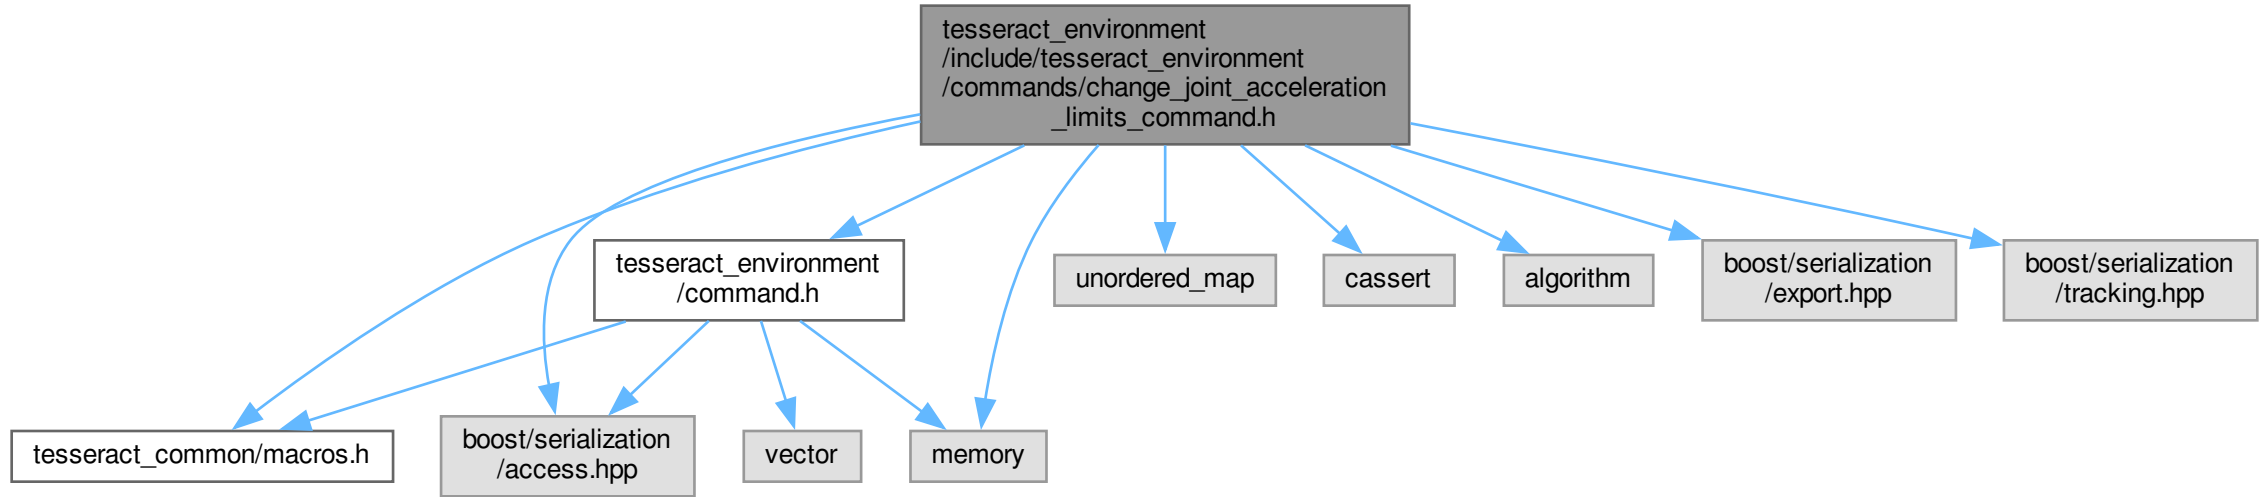 tesseract_environment
/include/tesseract_environment
/commands/change_joint_acceleration
_limits_command.h
tesseract_environment
/command.h
unordered_map
cassert
algorithm
boost/serialization
/export.hpp
boost/serialization
/tracking.hpp
tesseract_common/macros.h
boost/serialization
/access.hpp
vector
memory